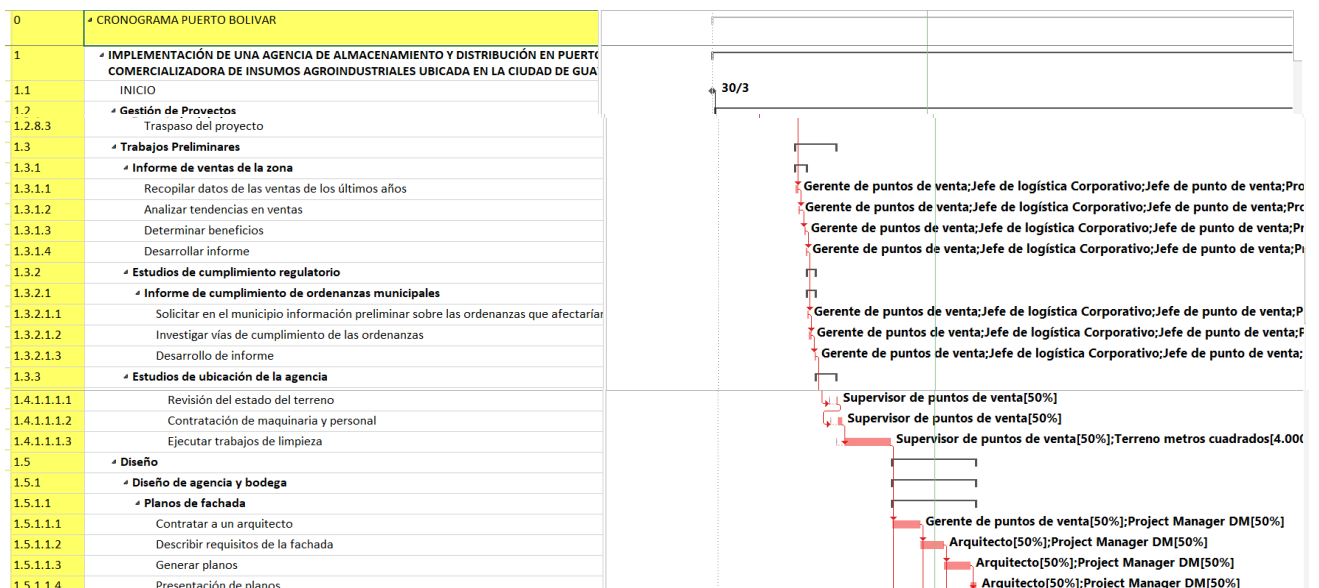 0 CRONOGRAMA PUERTO BOLIVAR
1 IMPLEMENTACIÓN DE UNA AGENCIA DE ALMACENAMIENTO Y DISTRIBUCIÓN EN PUERTO
COMERCIALIZADORA DE INSUMOS AGROINDUSTRIALES UBICADA EN LA CIUDAD DE GUA
1.1 INICIO 30/3
1.2 Gestión de Proyectos
1.2.8.3 Traspaso del proyecto
1.3 Trabajos Preliminares
1.3.1 Informe de ventas de la zona
1.3.1.1 Recopilar datos de las ventas de los últimos años Gerente de puntos de venta;Jefe de logística Corporativo;Jefe de punto de venta;Pro
1.3.1.2 Analizar tendencias en ventas Gerente de puntos de venta;Jefe de logística Corporativo;Jefe de punto de venta;Prc
1.3.1.3 Determinar beneficios Gerente de puntos de venta;Jefe de logística Corporativo;Jefe de punto de venta;Pr
1.3.1.4 Desarrollar informe Gerente de puntos de venta;Jefe de logística Corporativo;Jefe de punto de venta;Pr
1.3.2 Estudios de cumplimiento regulatorio
1.3.2.1 Informe de cumplimiento de ordenanzas municipales
1.3.2.1.1 Solicitar en el municipio información preliminar sobre las ordenanzas que afectarían Gerente de puntos de venta;Jefe de logística Corporativo;Jefe de punto de venta;P
1.3.2.1.2 Investigar vías de cumplimiento de las ordenanzas Gerente de puntos de venta;Jefe de logística Corporativo;Jefe de punto de venta;P
1.3.2.1.3 Desarrollo de informe Gerente de puntos de venta;Jefe de logística Corporativo;Jefe de punto de venta;
1.3.3 Estudios de ubicación de la agencia
1.4.1.1.1.1 Revisión del estado del terreno Supervisor de puntos de venta[50%]
1.4.1.1.1.2 Contratación de maquinaria y personal Supervisor de puntos de venta[50%]
1.4.1.1.1.3 Ejecutar trabajos de limpieza Supervisor de puntos de venta[50%];Terreno metros cuadrados[4.000
1.5 Diseño
1.5.1 Diseño de agencia y bodega
1.5.1.1 Planos de fachada
1.5.1.1.1 Contratar a un arquitecto Gerente de puntos de venta[50%];Project Manager DM[50%]
1.5.1.1.2 Describir requisitos de la fachada Arquitecto[50%];Project Manager DM[50%]
1.5.1.1.3 Generar planos Arquitecto[50%];Project Manager DM[50%]
1.5.1.1.4 Presentación de planos Arquitecto[50%];Project Manager DM[50%]